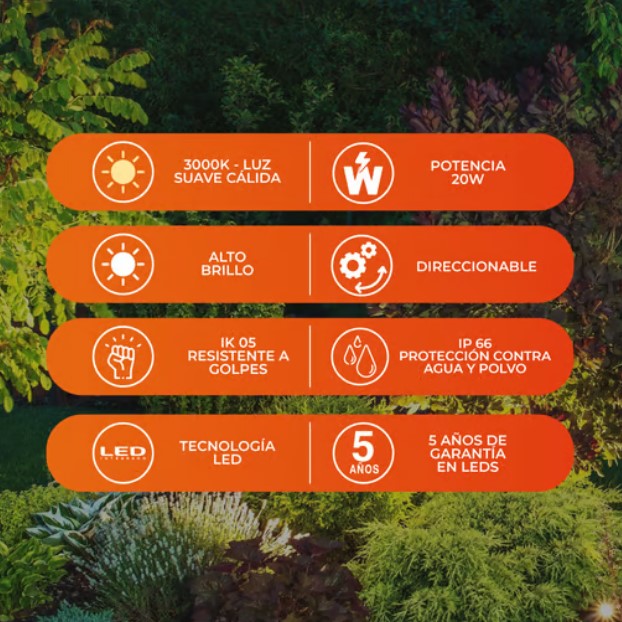 3000K - LUZ
SUAVE CÁLIDA
W
POTENCIA
20W
ALTO
BRILLO
DIRECCIONABLE
IK 05
RESISTENTE A
GOLPES
IP 66
PROTECCIÓN CONTRA
AGUA Y POLVO
LED
INTEGRADO
TECNOLOGÍA
LED
5
AÑOS
5 AÑOS DE
GARANTÍA
EN LEDS